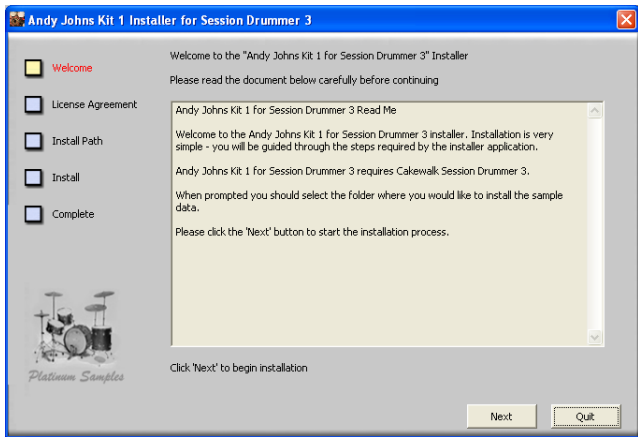 Andy Johns Kit 1 Installer for Session Drummer 3
Welcome to the "Andy Johns Kit 1 for Session Drummer 3" Installer
Please read the document below carefully before continuing
Welcome
License Agreement
Install Path
Install
Complete
Andy Johns Kit 1 for Session Drummer 3 Read Me
Welcome to the Andy Johns Kit 1 for Session Drummer 3 installer. Installation is very
simple - you will be guided through the steps required by the installer application.
Andy Johns Kit 1 for Session Drummer 3 requires Cakewalk Session Drummer 3.
When prompted you should select the folder where you would like to install the sample
data.
Please click the 'Next' button to start the installation process.
Platinum Samples
Click 'Next' to begin installation
Next
Quit